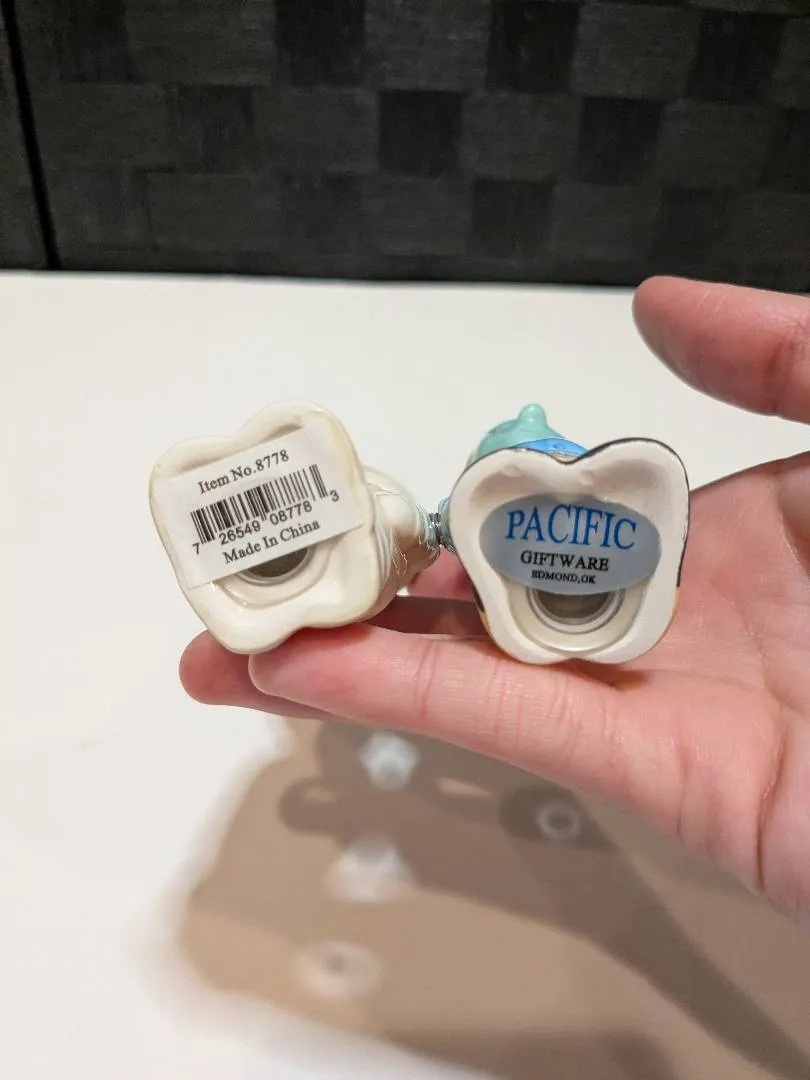 Item No.8778
7 26549 08778 3
Made In China
PACIFIC
GIFTWARE
EDMOND,OK